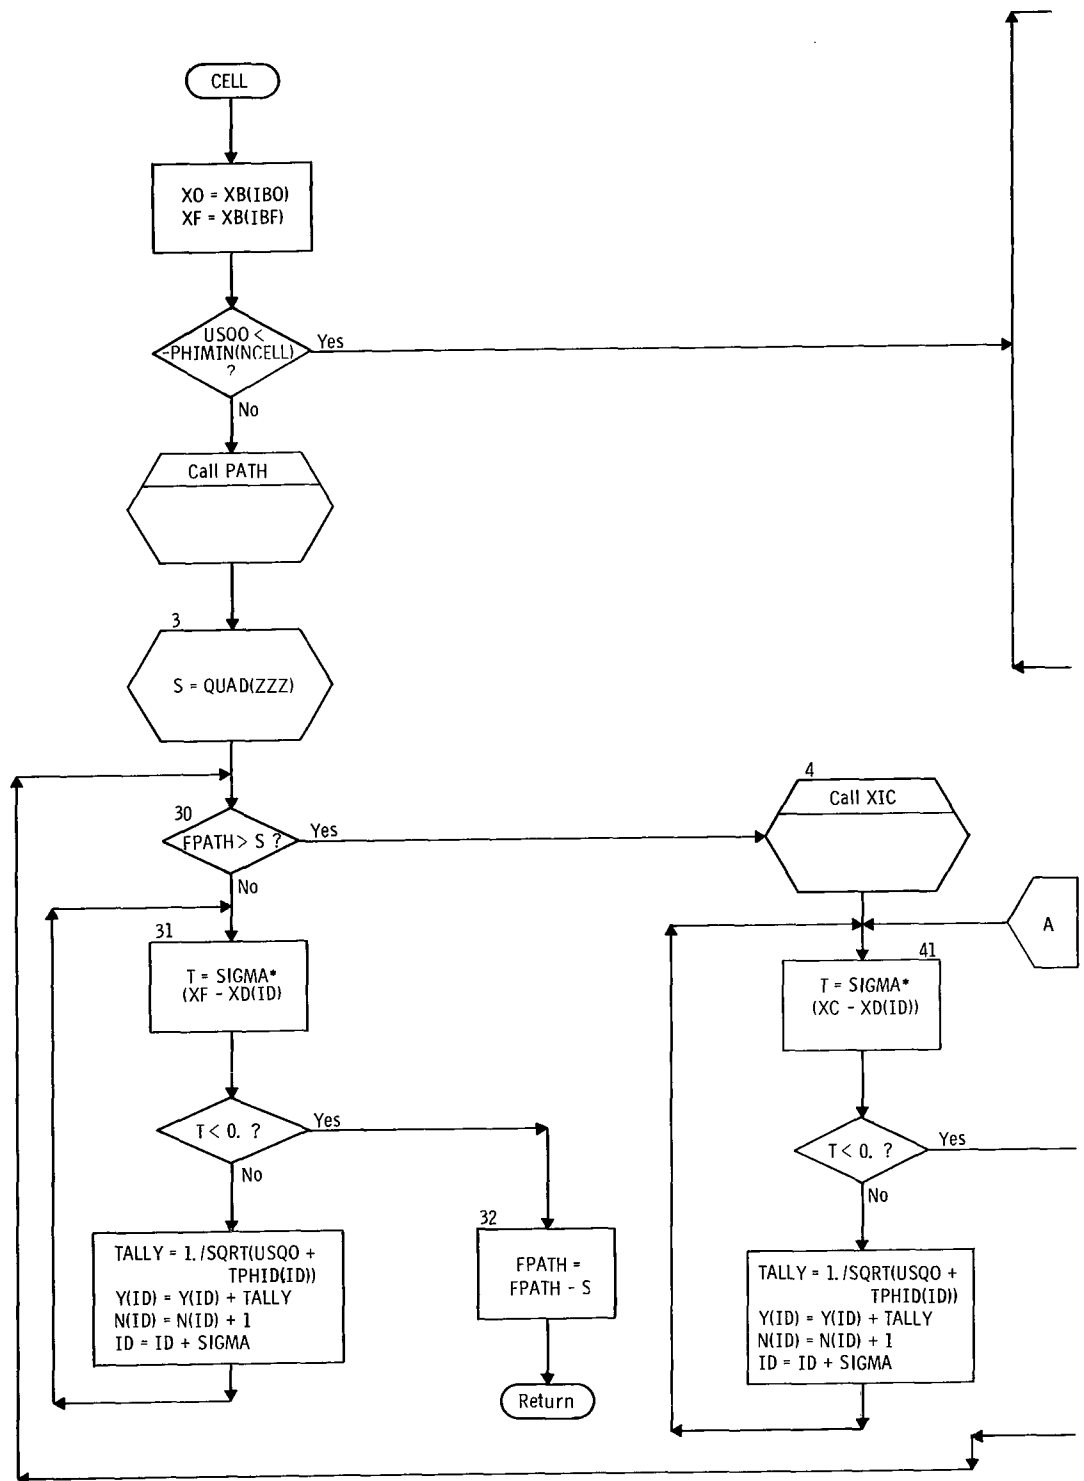 CELL
XO = XB(IBO)
XF = XB(IBF)
USQO <
-PHIMIN(NCELL)
?
Yes
No
Call PATH
3
S = QUAD(ZZZ)
30
FPATH > S ?
Yes
No
31
T = SIGMA*
(XF - XD(ID)
T < 0. ?
Yes
No
TALLY = 1./SQRT(USQO +
TPHID(ID))
Y(ID) = Y(ID) + TALLY
N(ID) = N(ID) + 1
ID = ID + SIGMA
32
FPATH =
FPATH - S
Return
4
Call XIC
A
41
T = SIGMA*
(XC - XD(ID))
T < 0. ?
Yes
No
TALLY = 1./SQRT(USQO +
TPHID(ID))
Y(ID) = Y(ID) + TALLY
N(ID) = N(ID) + 1
ID = ID + SIGMA